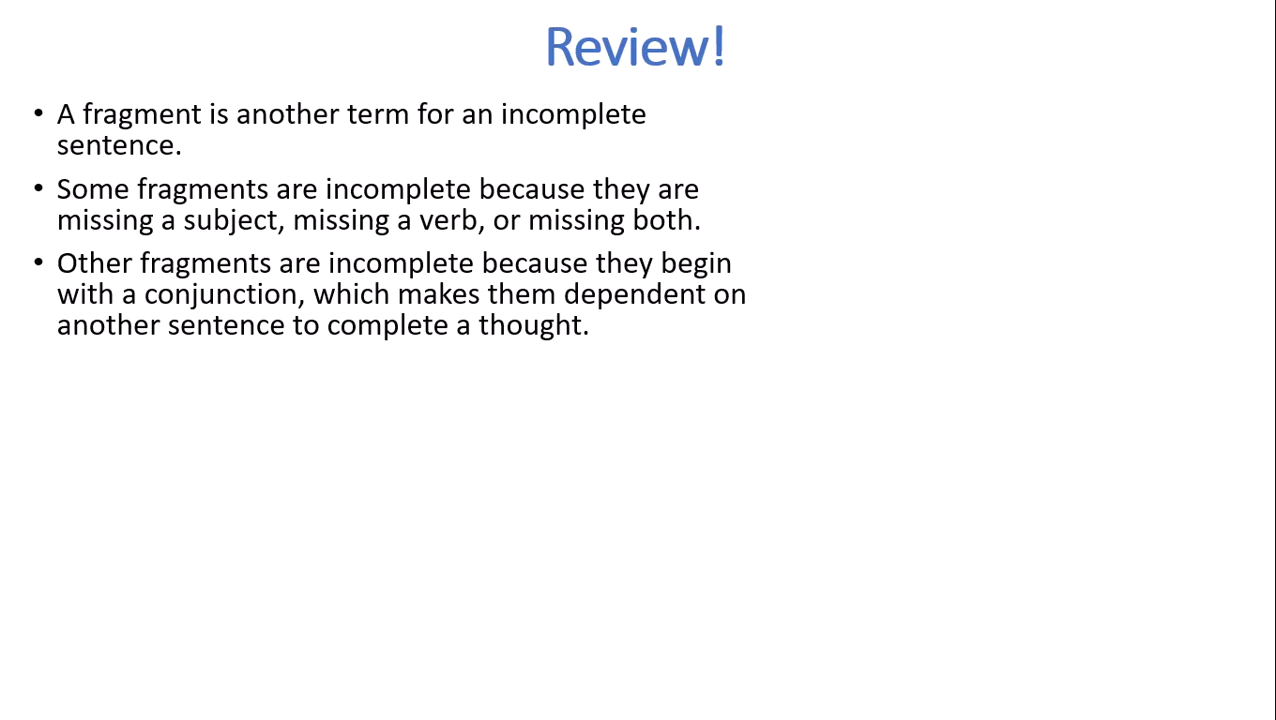 Review!
• A fragment is another term for an incomplete
sentence.
• Some fragments are incomplete because they are
missing a subject, missing a verb, or missing both.
• Other fragments are incomplete because they begin
with a conjunction, which makes them dependent on
another sentence to complete a thought.